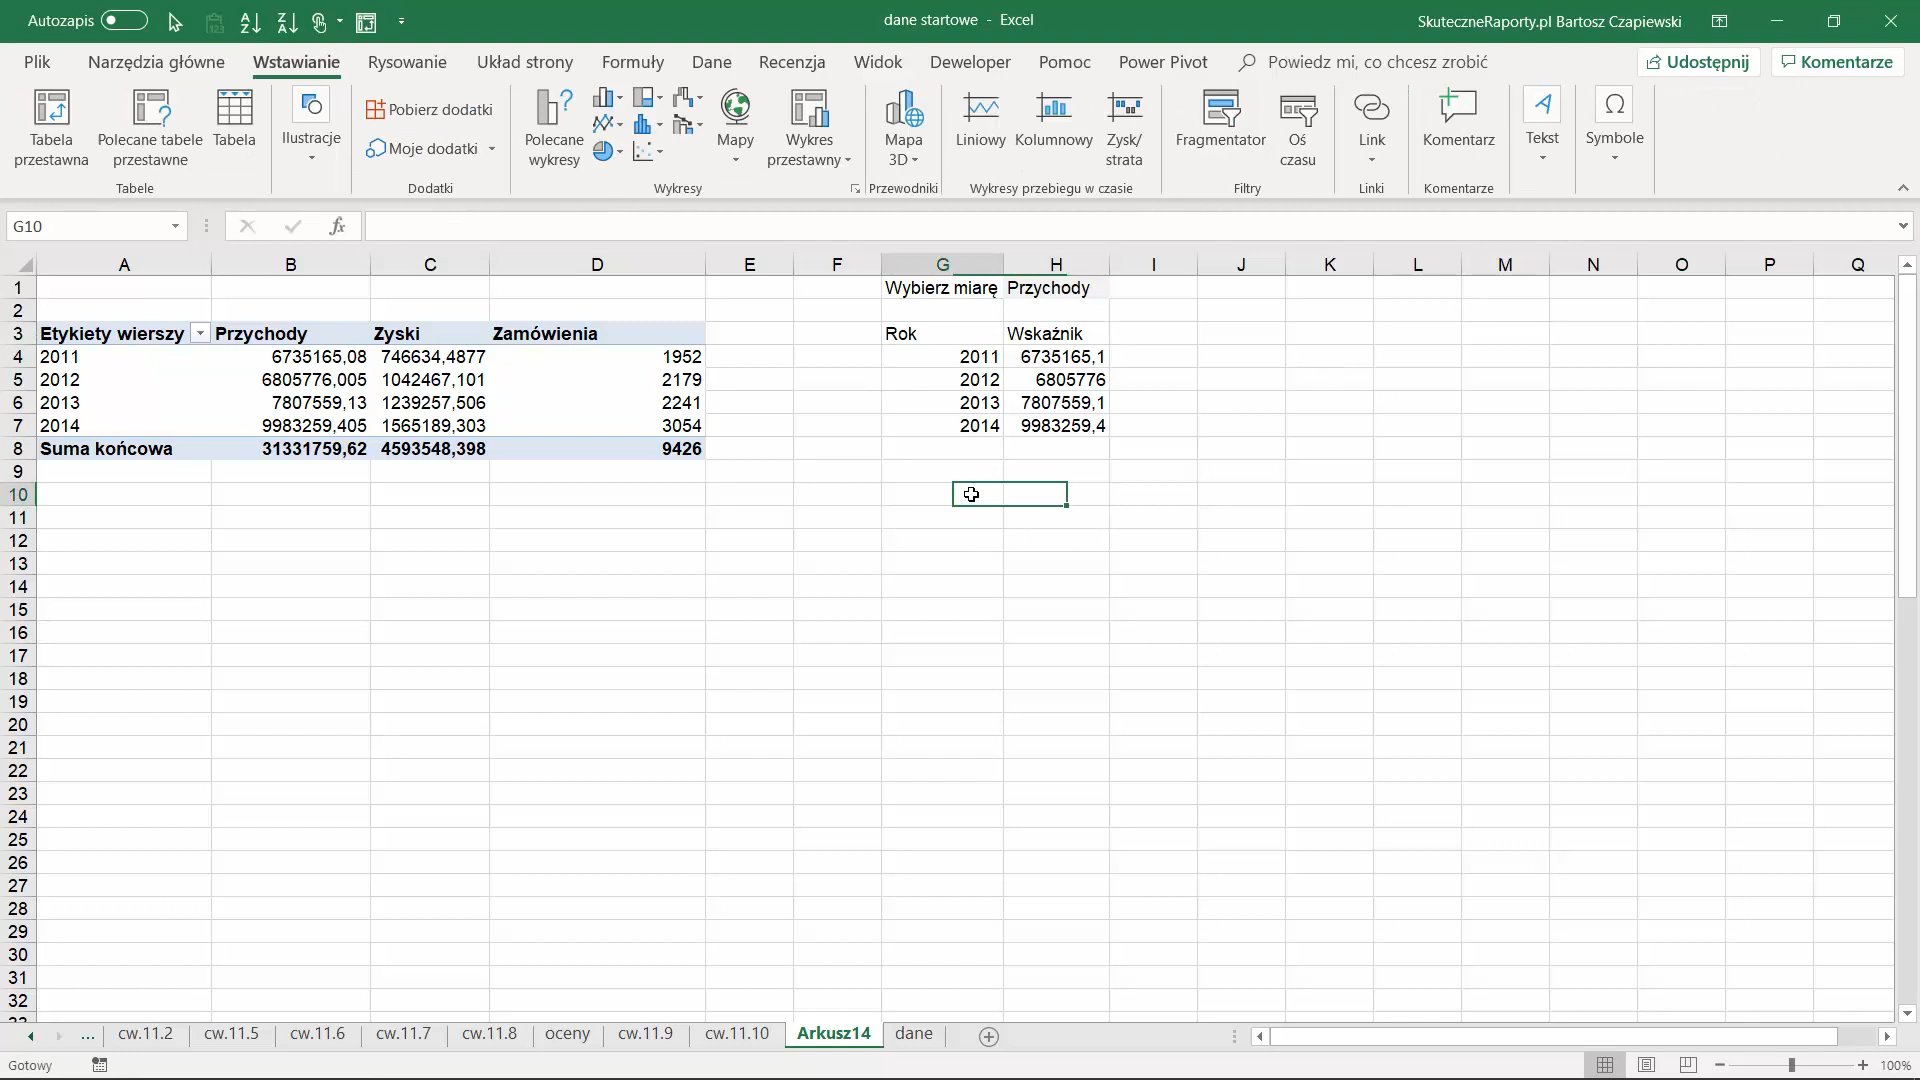 Autozapis
dane startowe - Excel
SkuteczneRaporty.pl Bartosz Czapiewski
Plik Narzędzia główne Wstawianie Rysowanie Układ strony Formuły Dane Recenzja Widok Deweloper Pomoc Power Pivot Powiedz mi, co chcesz zrobić Udostępnij Komentarze
Tabela przestawna
Polecane tabele przestawne
Tabela
Tabele
Ilustracje
Pobierz dodatki
Moje dodatki
Dodatki
Polecane wykresy
Mapy
Wykres przestawny
Wykresy
Mapa 3D
Przewodniki
Liniowy
Kolumnowy
Zysk/ strata
Wykresy przebiegu w czasie
Fragmentator
Oś czasu
Filtry
Link
Linki
Komentarz
Komentarze
Tekst
Symbole
G10
fx
A B C D E F G H I J K L M N O P Q
1 Wybierz miarę Przychody
2
3 Etykiety wierszy Przychody Zyski Zamówienia Rok Wskaźnik
4 2011 6735165,08 746634,4877 1952 2011 6735165,1
5 2012 6805776,005 1042467,101 2179 2012 6805776
6 2013 7807559,13 1239257,506 2241 2013 7807559,1
7 2014 9983259,405 1565189,303 3054 2014 9983259,4
8 Suma końcowa 31331759,62 4593548,398 9426
9
10
11
12
13
14
15
16
17
18
19
20
21
22
23
24
25
26
27
28
29
30
31
32
... cw.11.2 cw.11.5 cw.11.6 cw.11.7 cw.11.8 oceny cw.11.9 cw.11.10 Arkusz14 dane
Gotowy
100%